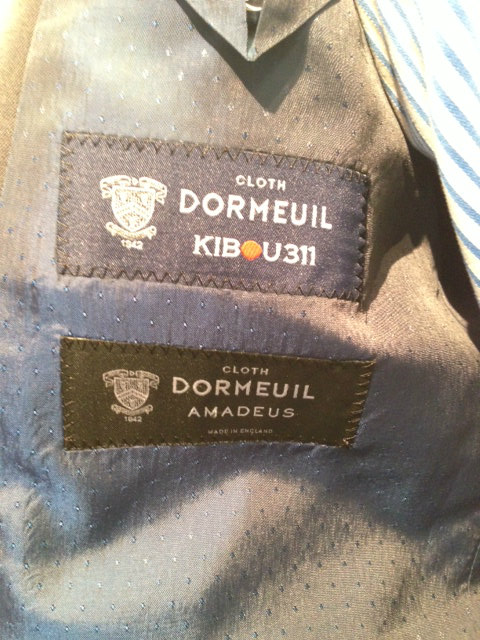 CLOTH
DORMEUIL
KIBOU311
1842
CLOTH
DORMEUIL
AMADEUS
MADE IN ENGLAND
1842